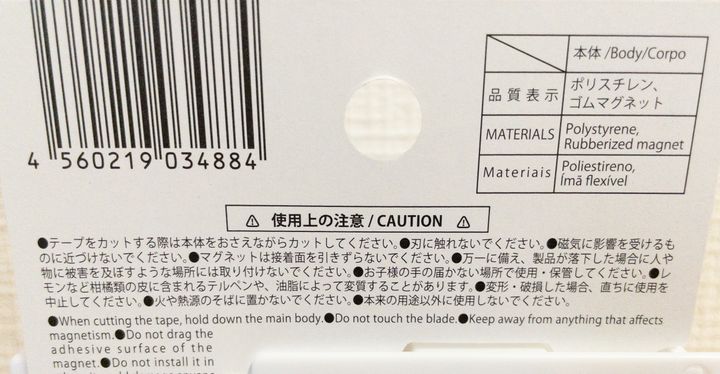 4 560219 034884
本体 /Body/Corpo
品質表示 ポリスチレン、
ゴムマグネット
MATERIALS Polystyrene,
Rubberized magnet
Materiais Poliestireno,
Ímã flexível
⚠ 使用上の注意 / CAUTION ⚠
●テープをカットする際は本体をおさえながらカットしてください。●刃に触れないでください。●磁気に影響を受けるも
のに近づけないでください。●マグネットは接着面を引きずらないでください。●万一に備え、製品が落下した場合に人や
物に被害を及ぼすような場所には取り付けないでください。●お子様の手の届かない場所で使用・保管してください。●レ
モンなど柑橘類の皮に含まれるテルペンや、油脂によって変質することがあります。●変形・破損した場合、直ちに使用を
中止してください。●火や熱源のそばに置かないでください。●本来の用途以外に使用しないでください。
●When cutting the tape, hold down the main body.●Do not touch the blade.●Keep away from anything that affects
magnetism.●Do not drag the
adhesive surface of the
magnet.●Do not install it in